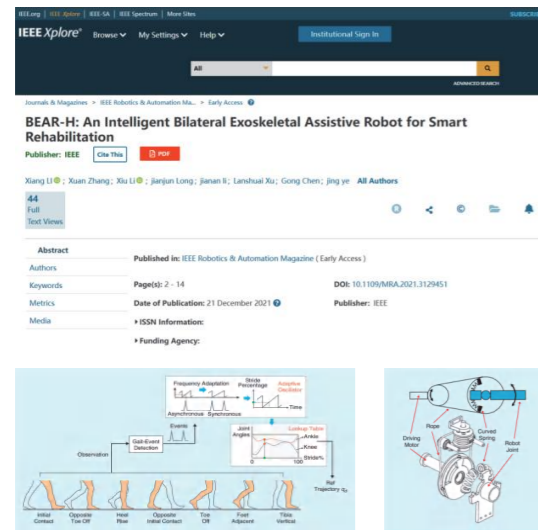 IEEE.org | IEEE Xplore | IEEE-SA | IEEE Spectrum | More Sites
SUBSCRI
IEEE Xplore® Browse My Settings Help Institutional Sign In
All
ADVANCED SEARCH
Journals & Magazines > IEEE Robotics & Automation Ma... > Early Access
BEAR-H: An Intelligent Bilateral Exoskeletal Assistive Robot for Smart
Rehabilitation
Publisher: IEEE Cite This PDF
Xiang Li ; Xuan Zhang ; Xiu Li ; jianjun Long ; jianan li ; Lanshuai Xu ; Gong Chen ; jing ye All Authors
44
Full
Text Views
Abstract
Authors
Keywords
Metrics
Media
Published in: IEEE Robotics & Automation Magazine ( Early Access )
Page(s): 2 - 14 DOI: 10.1109/MRA.2021.3129451
Date of Publication: 21 December 2021 Publisher: IEEE
ISSN Information:
Funding Agency:
Frequency Adaptation
Stride
Percentage
Adaptive
Oscillator
Time
Asynchronous Synchronous
Events
Gait-Event
Detection
Observation
Joint
Angles
Lookup Table
Ankle
Knee
Stride%
0 100
Ref
Trajectory q
Initial
Contact
Opposite
Toe Off
Heel
Rise
Opposite
Initial Contact
Toe
Off
Feet
Adjacent
Tibia
Vertical
Rope
Driving
Motor
Curved
Spring
Robot
Joint